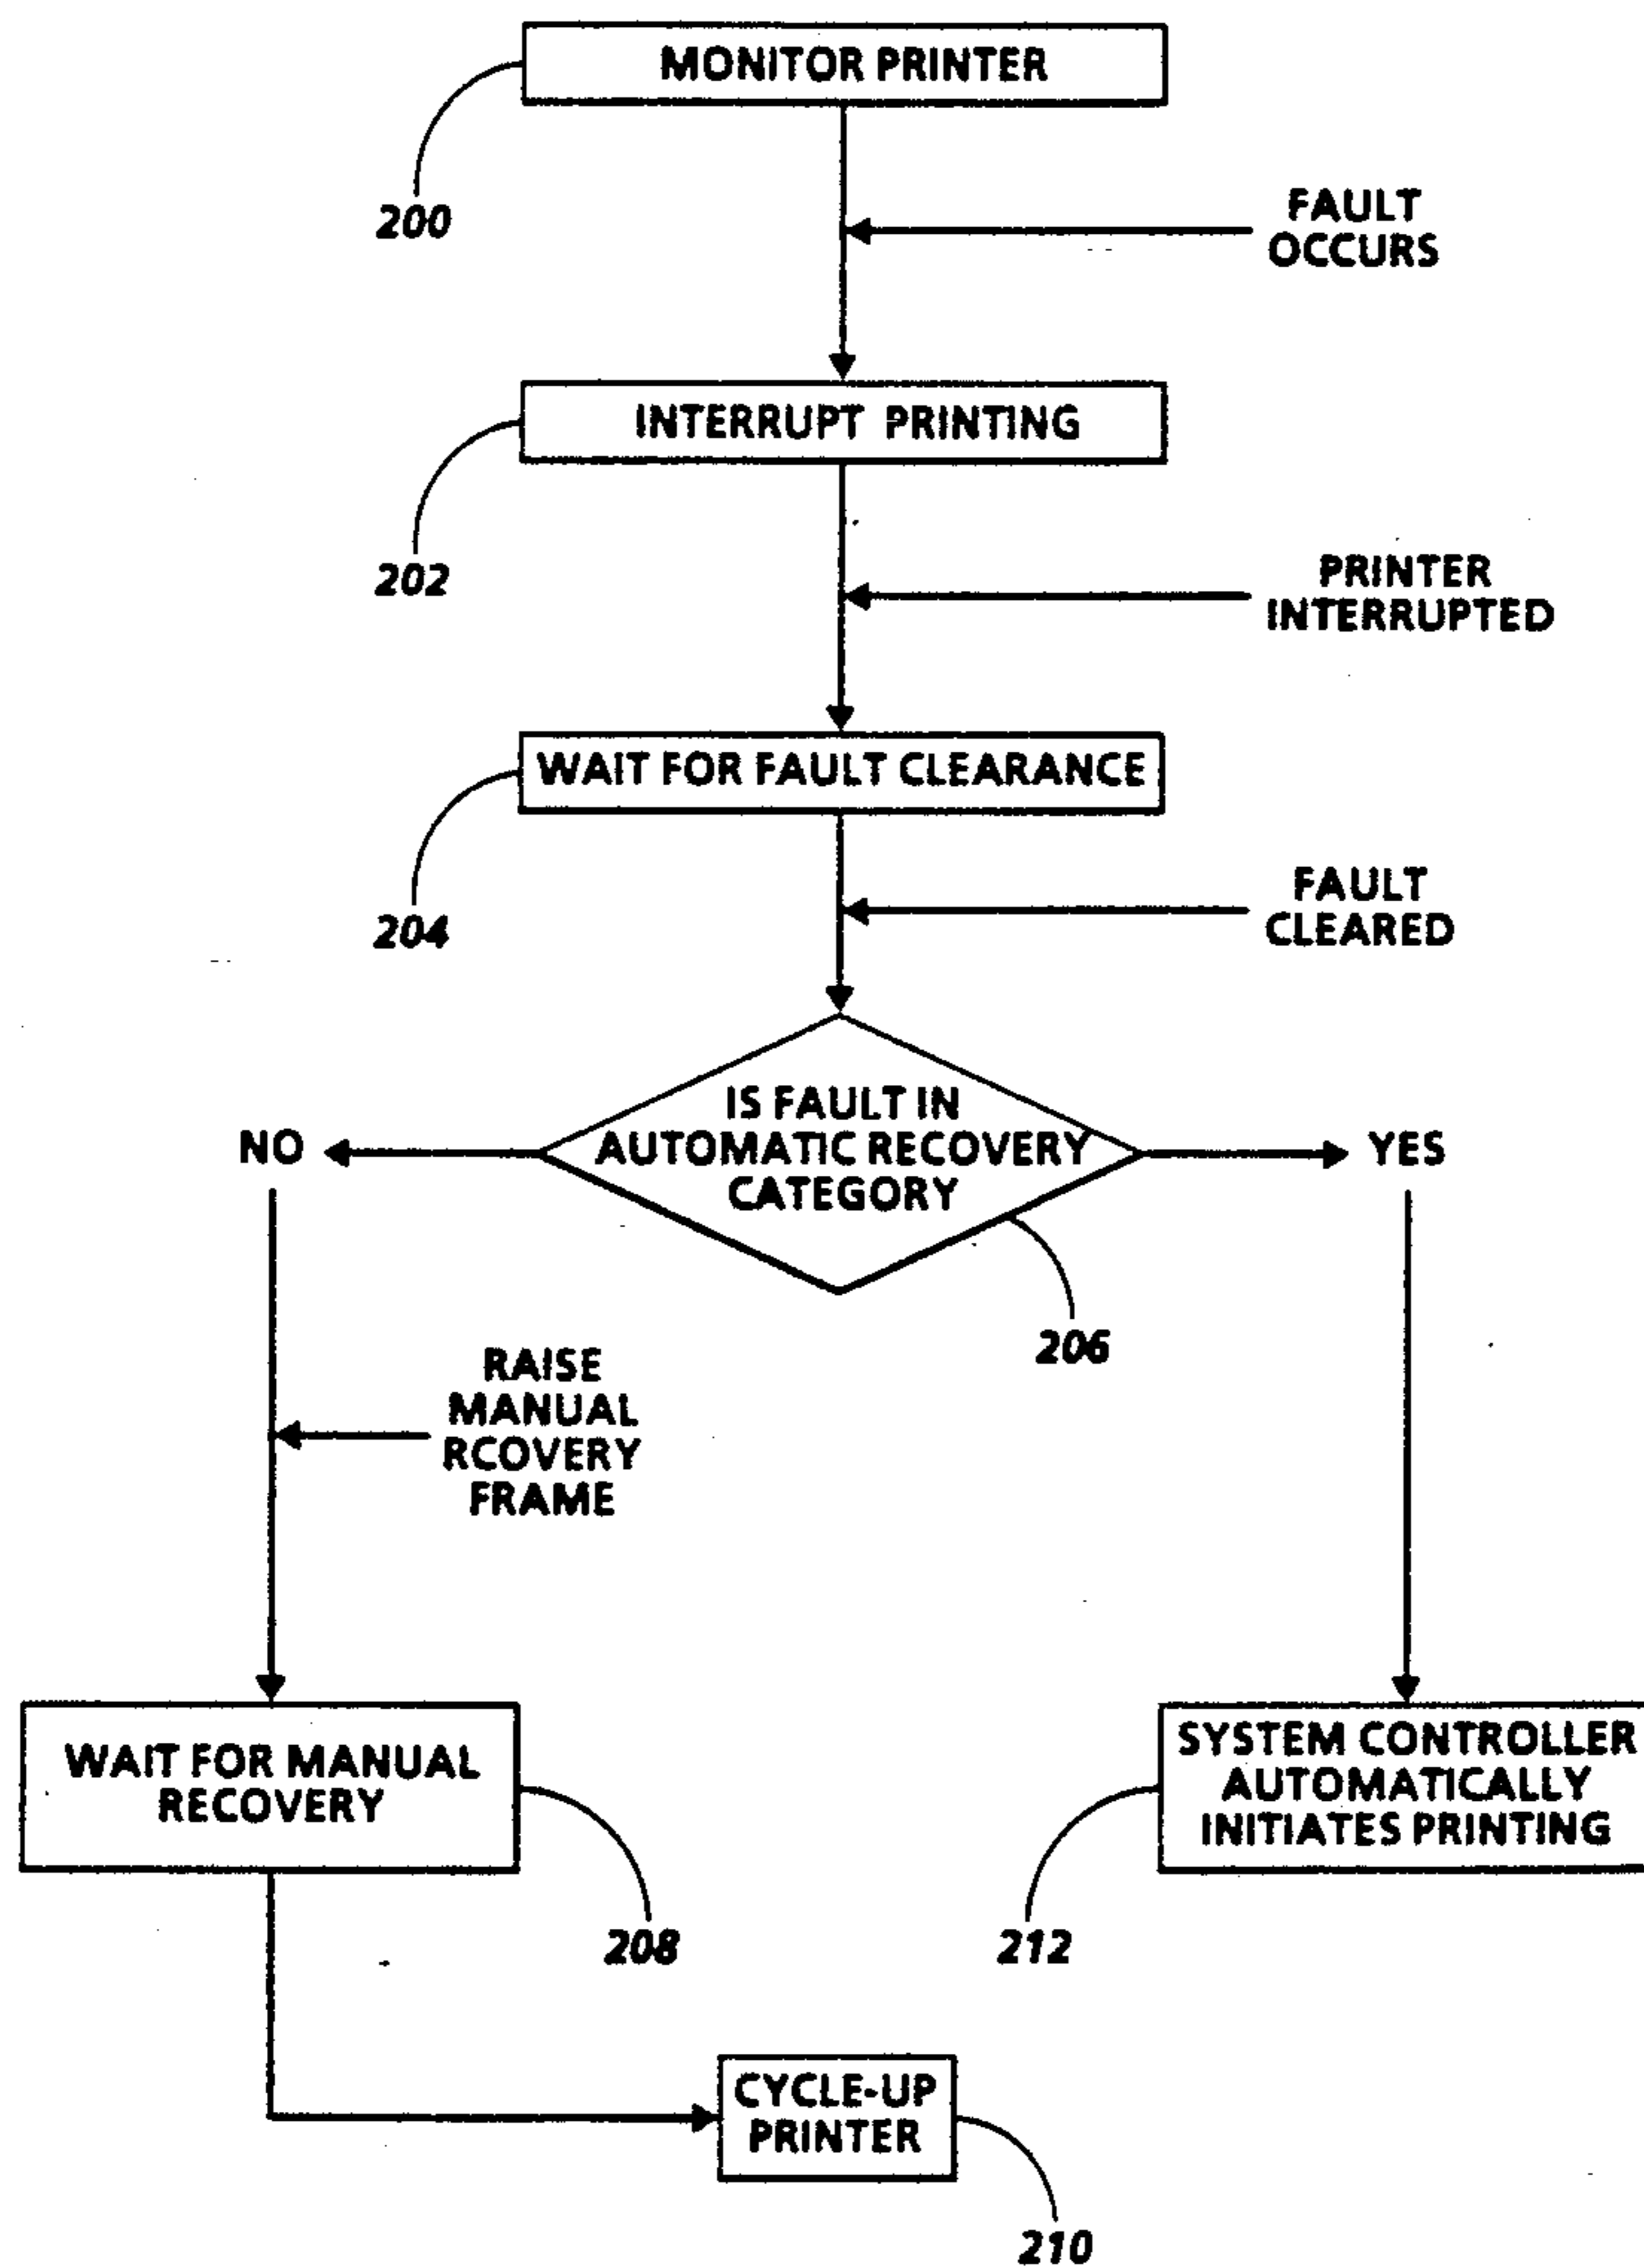 MONITOR PRINTER
200
FAULT
OCCURS
INTERRUPT PRINTING
202
PRINTER
INTERRUPTED
WAIT FOR FAULT CLEARANCE
204
FAULT
CLEARED
IS FAULT IN
AUTOMATIC RECOVERY
CATEGORY
NO
YES
206
RAISE
MANUAL
RCOVERY
FRAME
WAIT FOR MANUAL
RECOVERY
208
SYSTEM CONTROLLER
AUTOMATICALLY
INITIATES PRINTING
212
CYCLE-UP
PRINTER
210